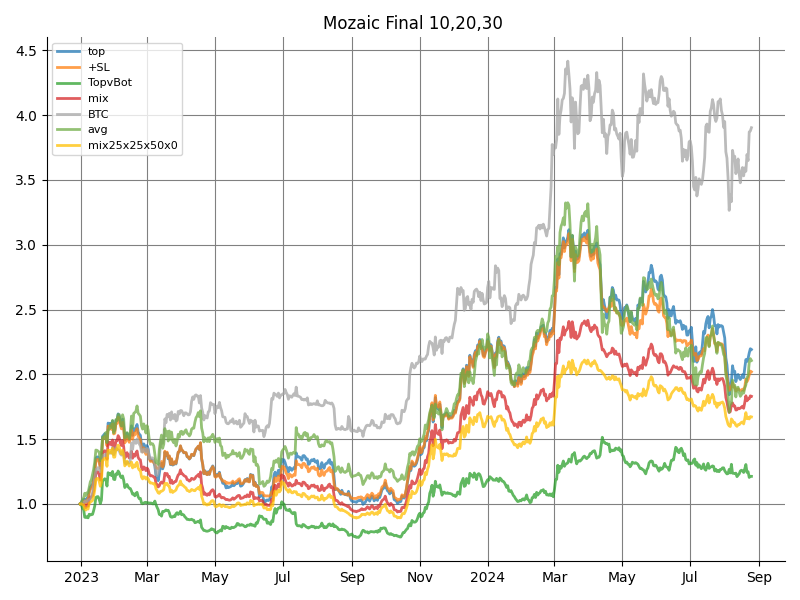 Mozaic Final 10,20,30
4.5
4.0
3.5
3.0
2.5
2.0
1.5
1.0
top
+SL
TopvBot
mix
BTC
avg
mix25x25x50x0
2023 Mar May Jul Sep Nov 2024 Mar May Jul Sep